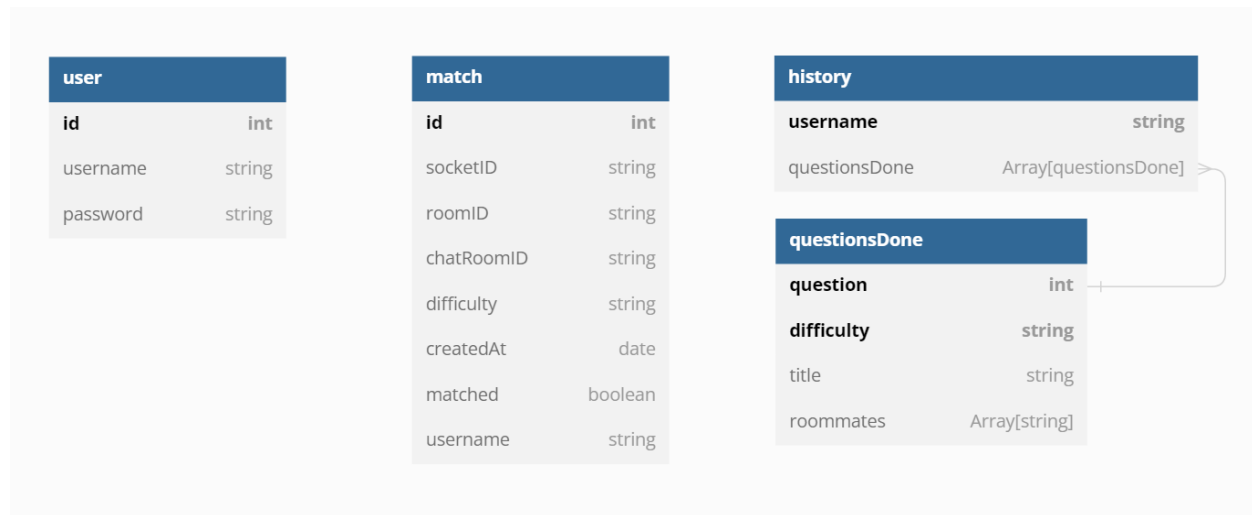 user
id int
username string
password string
match
id int
socketID string
roomID string
chatRoomID string
difficulty string
createdAt date
matched boolean
username string
history
username string
questionsDone Array[questionsDone]
questionsDone
question int
difficulty string
title string
roommates Array[string]